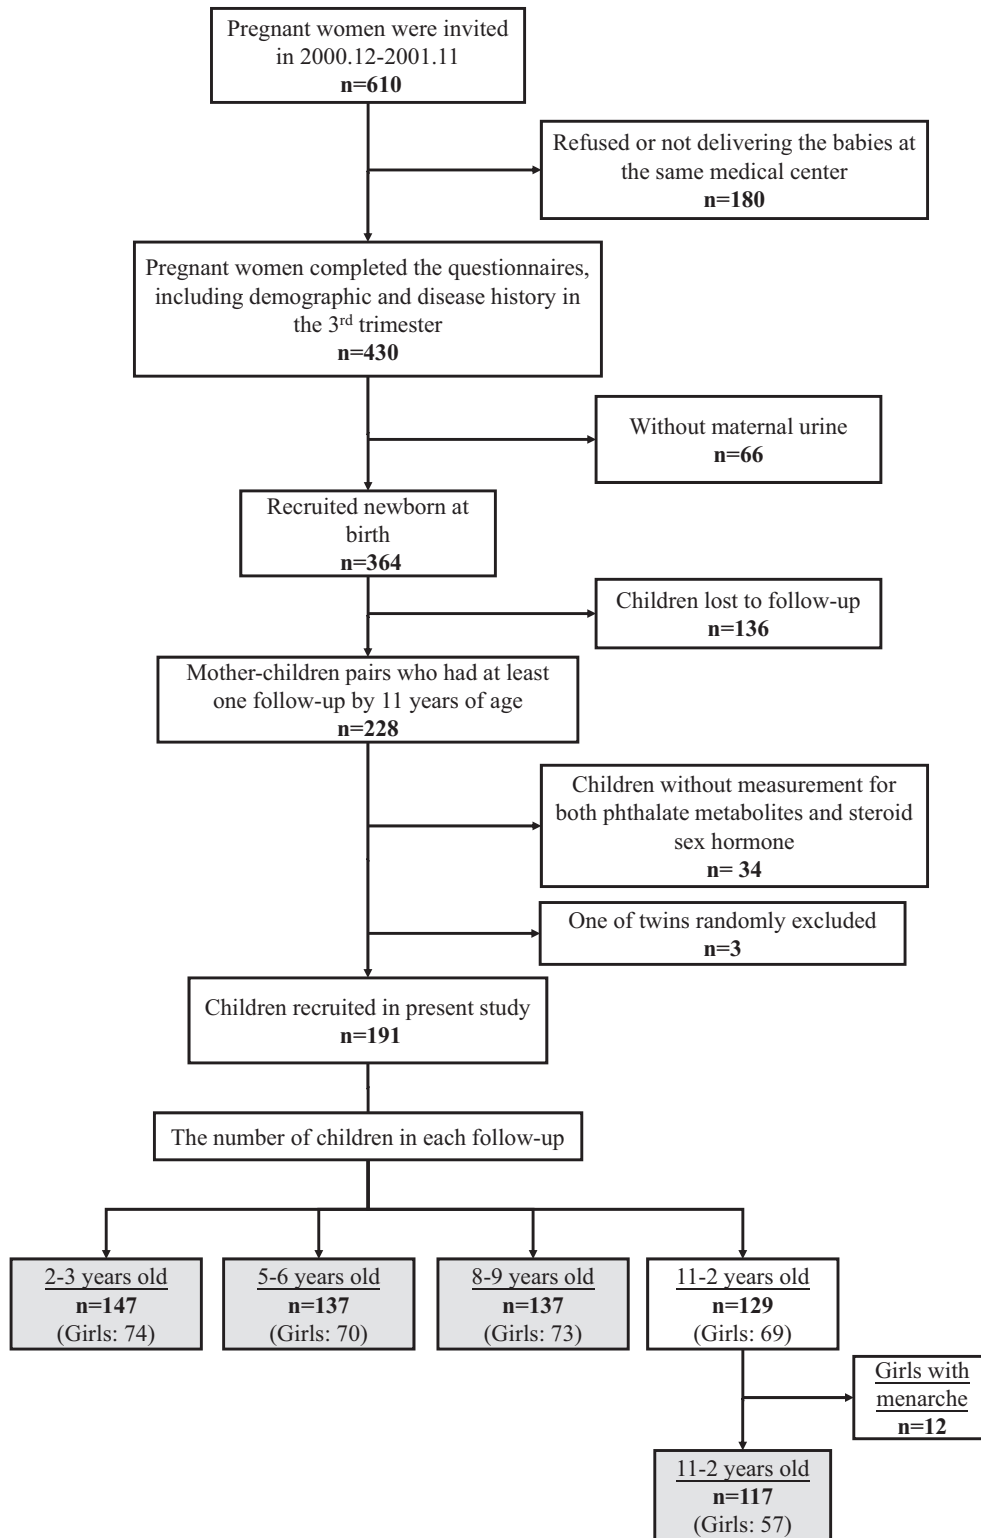 Pregnant women were invited
in 2000.12-2001.11
n=610
Refused or not delivering the babies at
the same medical center
n=180
Pregnant women completed the questionnaires,
including demographic and disease history in
the 3rd trimester
n=430
Without maternal urine
n=66
Recruited newborn at
birth
n=364
Children lost to follow-up
n=136
Mother-children pairs who had at least
one follow-up by 11 years of age
n=228
Children without measurement for
both phthalate metabolites and steroid
sex hormone
n= 34
One of twins randomly excluded
n=3
Children recruited in present study
n=191
The number of children in each follow-up
2-3 years old
n=147
(Girls: 74)
5-6 years old
n=137
(Girls: 70)
8-9 years old
n=137
(Girls: 73)
11-2 years old
n=129
(Girls: 69)
Girls with
menarche
n=12
11-2 years old
n=117
(Girls: 57)